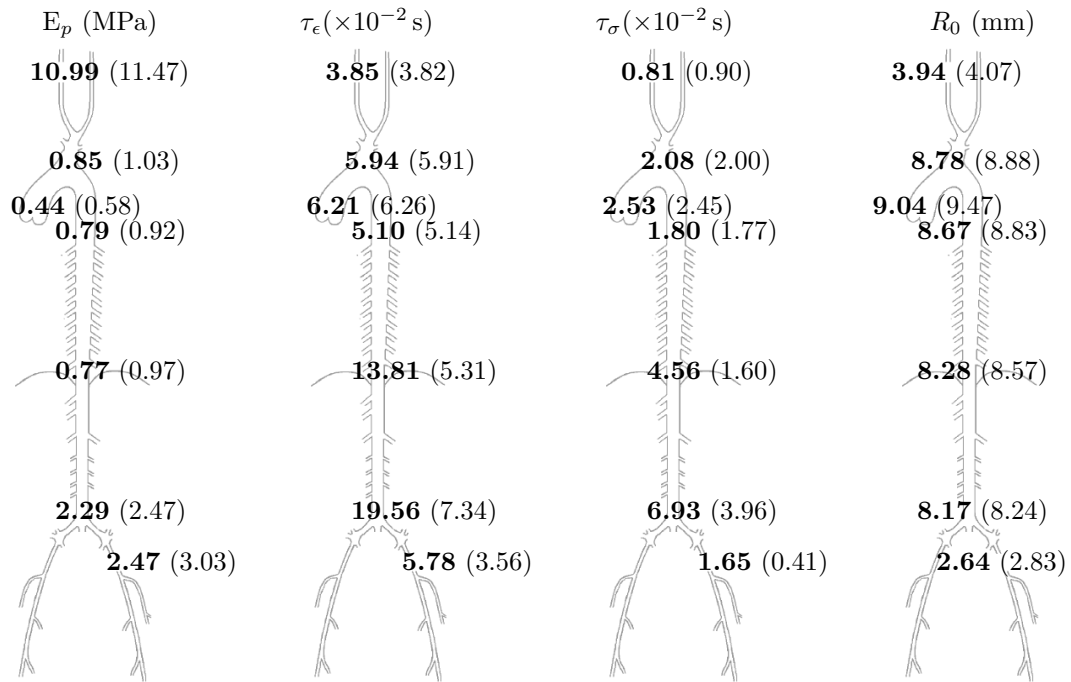 E_p (MPa) τ_ϵ(×10⁻² s) τ_σ(×10⁻² s) R_0 (mm)
10.99 (11.47) 3.85 (3.82) 0.81 (0.90) 3.94 (4.07)
0.85 (1.03) 5.94 (5.91) 2.08 (2.00) 8.78 (8.88)
0.44 (0.58) 6.21 (6.26) 2.53 (2.45) 9.04 (9.47)
0.79 (0.92) 5.10 (5.14) 1.80 (1.77) 8.67 (8.83)
0.77 (0.97) 13.81 (5.31) 4.56 (1.60) 8.28 (8.57)
2.29 (2.47) 19.56 (7.34) 6.93 (3.96) 8.17 (8.24)
2.47 (3.03) 5.78 (3.56) 1.65 (0.41) 2.64 (2.83)